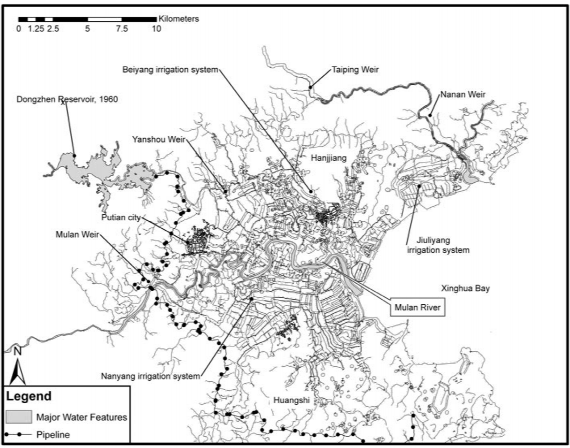 Kilometers
0 1.25 2.5 5 7.5 10
Beiyang irrigation system
Taiping Weir
Dongzhen Reservoir, 1960
Nanan Weir
Yanshou Weir
Hanjiang
Putian city
Mulan Weir
Jiuliyang
irrigation system
Xinghua Bay
Mulan River
N
Nanyang irrigation system
Legend
Huangshi
Major Water Features
Pipeline